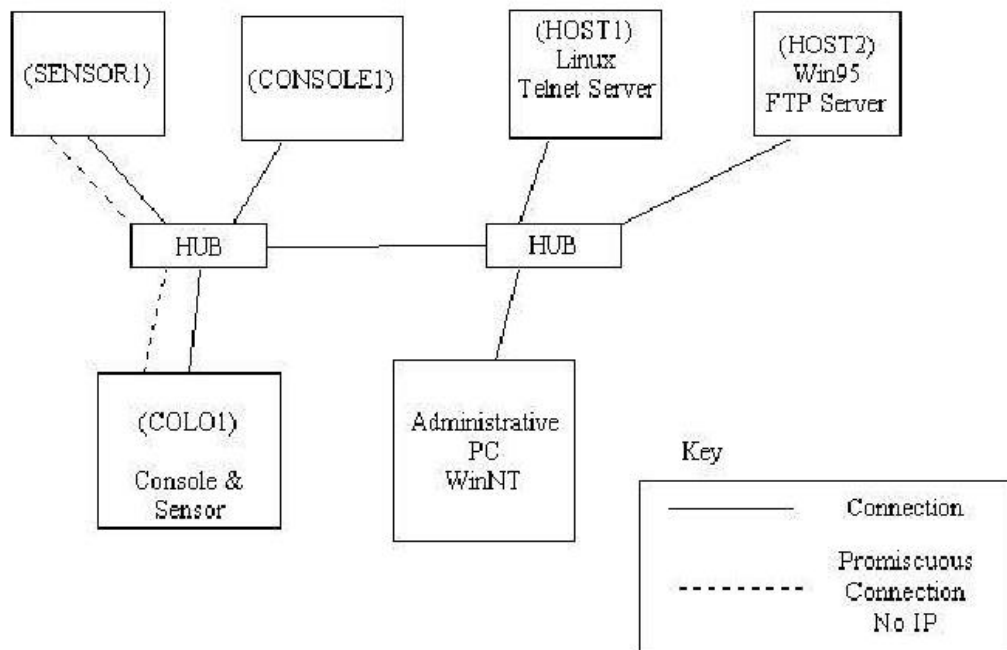 (SENSOR1)
(CONSOLE1)
(HOST1)
Linux
Telnet Server
(HOST2)
Win95
FTP Server
HUB
HUB
(COLO1)
Console &
Sensor
Administrative
PC
WinNT
Key
Connection
Promiscuous
Connection
No IP